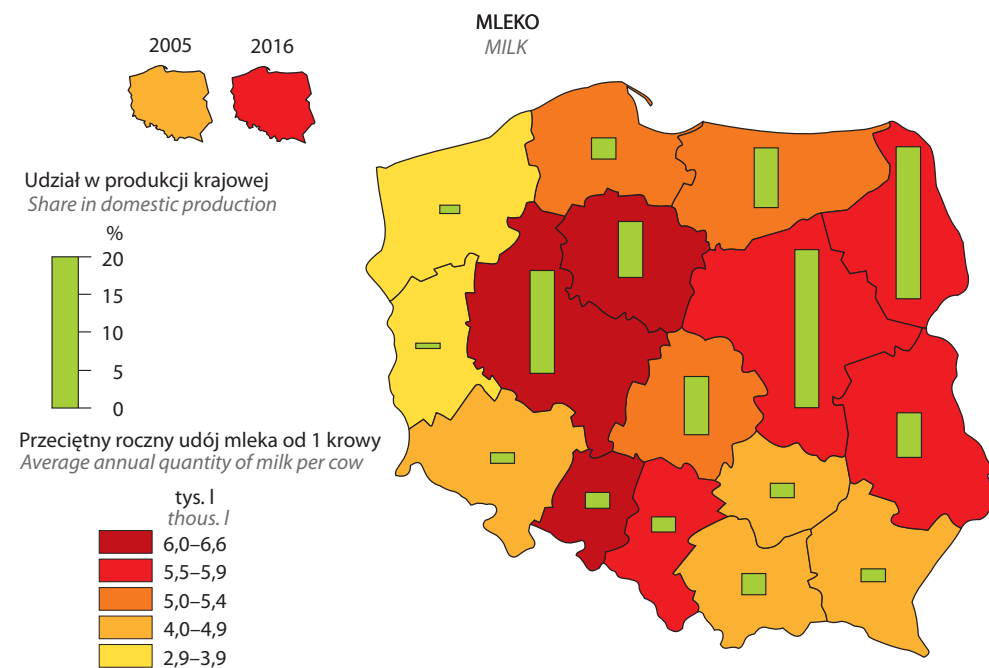 MLEKO
MILK
2005
2016
Udział w produkcji krajowej
Share in domestic production
%
20
15
10
5
0
Przeciętny roczny udój mleka od 1 krowy
Average annual quantity of milk per cow
tys. l
thous. l
6,0–6,6
5,5–5,9
5,0–5,4
4,0–4,9
2,9–3,9